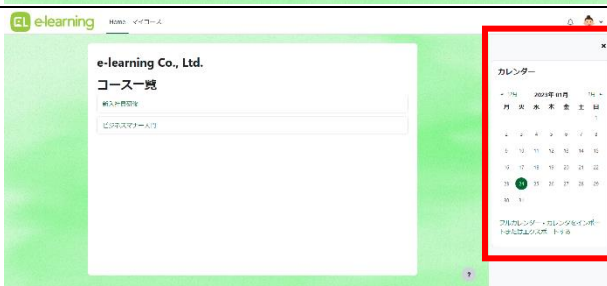 EL e-learning
Home マイコース
e-learning Co., Ltd.
コース一覧
新入社員研修
ビジネスマナー入門
×
カレンダー
2023年 01月
月 火 水 木 金 土 日
1
2 3 4 5 6 7 8
9 10 11 12 13 14 15
16 17 18 19 20 21 22
23 24 25 26 27 28 29
30 31
フルカレンダー・カレンダをインポー
トまたはエクスポートする
?